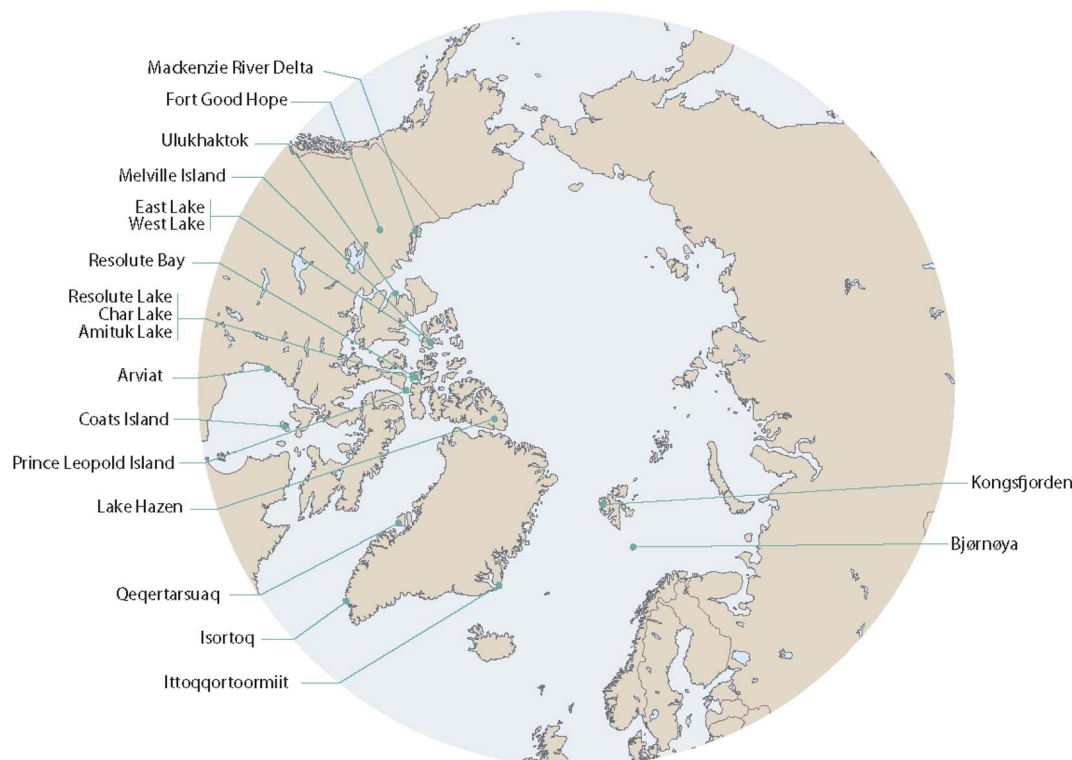 Mackenzie River Delta
Fort Good Hope
Ulukhaktok
Melville Island
East Lake
West Lake
Resolute Bay
Resolute Lake
Char Lake
Amituk Lake
Arviat
Coats Island
Prince Leopold Island
Lake Hazen
Qeqertarsuaq
Isortoq
Ittoqqortoormiit
Kongsfjorden
Bjørnøya